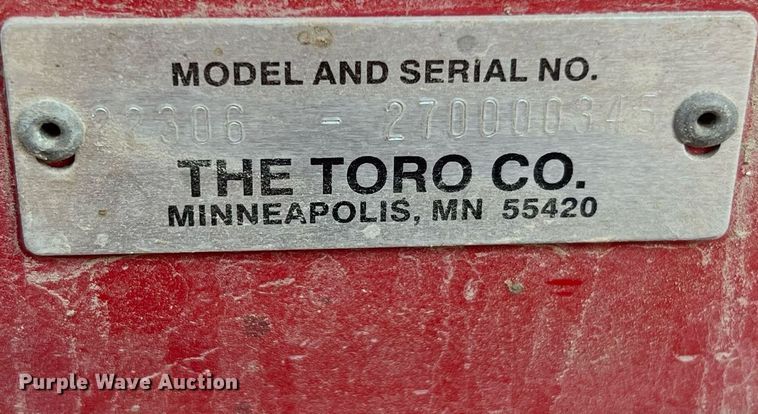 MODEL AND SERIAL NO.
22306 - 270000345
THE TORO CO.
MINNEAPOLIS, MN 55420
Purple Wave Auction